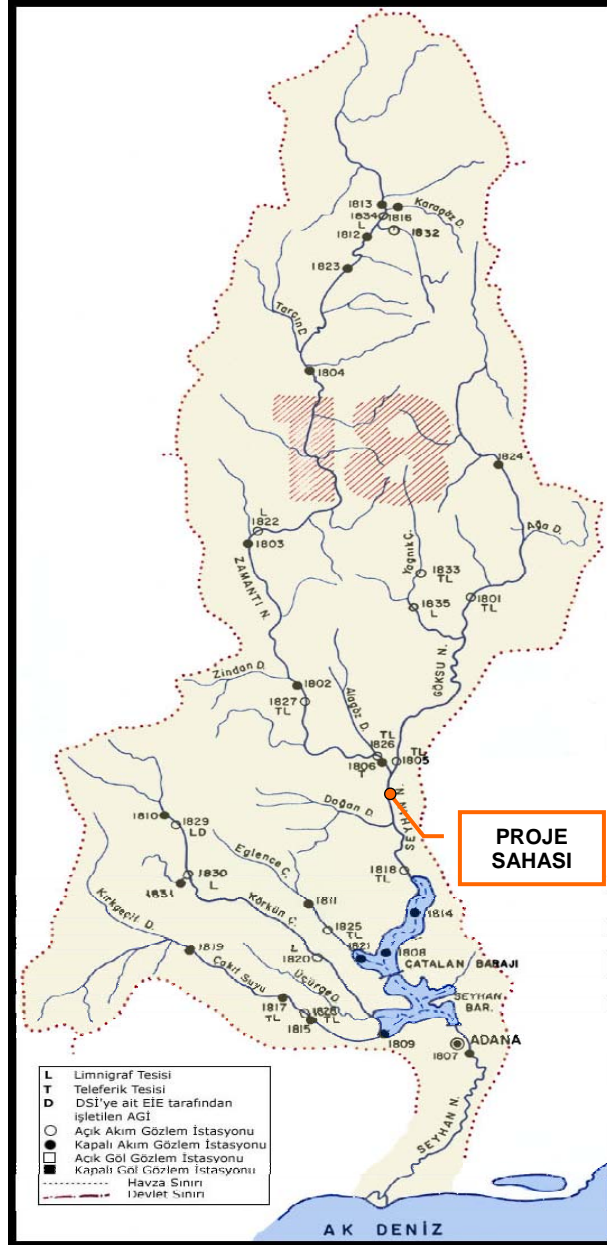 1813
1834
1816
Karagöz D.
L
1812
1832
1823
Tarçın D.
1804
18
1824
L
1822
1803
Ağa D.
Yağnık Ç.
1833
TL
1801
TL
1835
L
ZAMANTI N.
GÖKSU N.
Zindan D.
1802
1827
TL
Alagöz D.
TL
1826
TL
1805
1806
T
Doğan D.
SEYHAN N.
PROJE
SAHASI
1810
1829
LD
1818
TL
Eğlence Ç.
1830
L
1831
Körkün Ç.
Kırkgeçit D.
1811
1814
1825
TL
1821
1808
L
1820
ÇATALAN BARAJI
1819
Çakıt Suyu
Üçürge D.
SEYHAN
BAR.
1817
TL
1828
TL
1815
1809
ADANA
1807
SEYHAN N.
L Limnigraf Tesisi
T Teleferik Tesisi
D DSİ'ye ait EİE tarafından
işletilen AGİ
Açık Akım Gözlem İstasyonu
Kapalı Akım Gözlem İstasyonu
Açık Göl Gözlem İstasyonu
Kapalı Göl Gözlem İstasyonu
Havza Sınırı
Devlet Sınırı
AK DENİZ